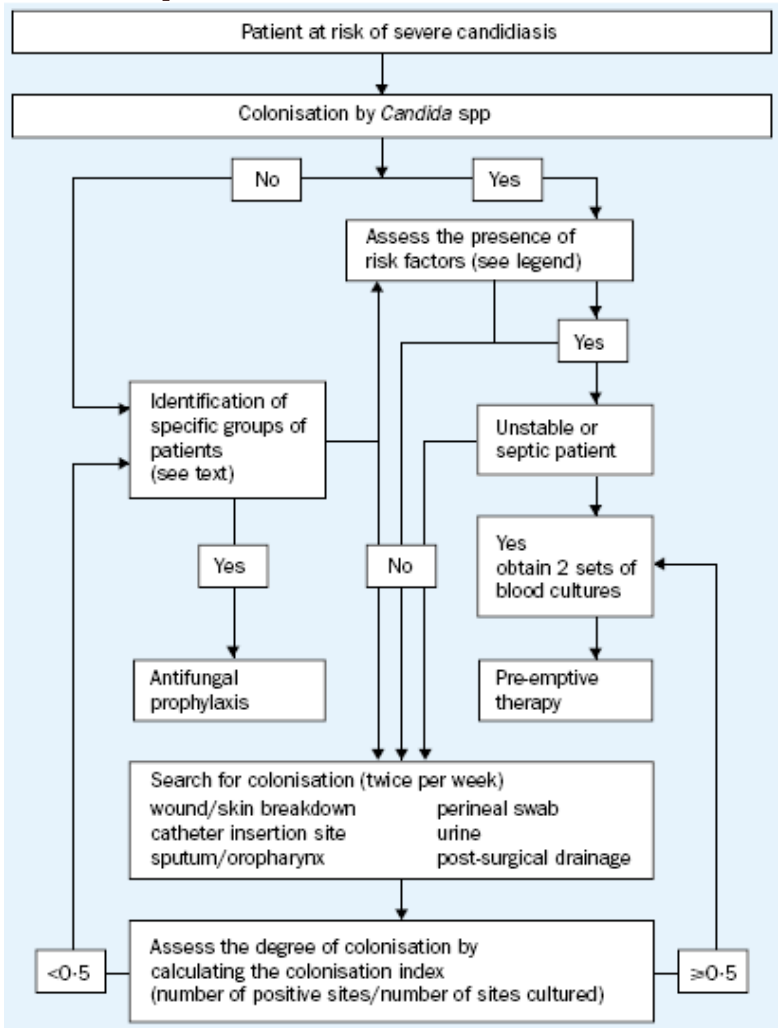 Patient at risk of severe candidiasis
Colonisation by Candida spp
No
Yes
Assess the presence of
risk factors (see legend)
Yes
Identification of
specific groups of
patients
(see text)
Unstable or
septic patient
Yes
No
Yes
obtain 2 sets of
blood cultures
Antifungal
prophylaxis
Pre-emptive
therapy
Search for colonisation (twice per week)
wound/skin breakdown perineal swab
catheter insertion site urine
sputum/oropharynx post-surgical drainage
Assess the degree of colonisation by
calculating the colonisation index
(number of positive sites/number of sites cultured)
<0·5
⩾0·5